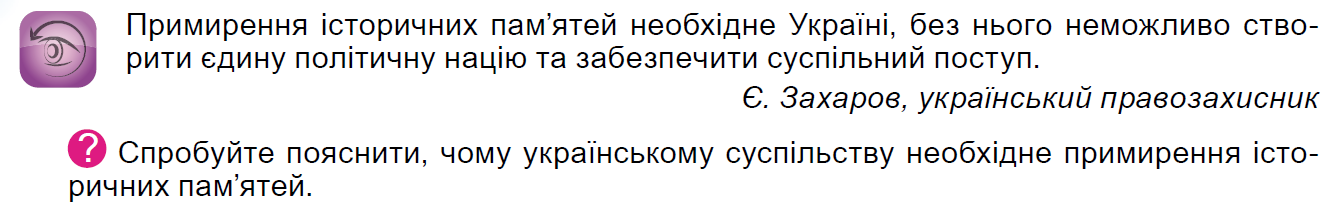 Примирення історичних пам’ятей необхідне Україні, без нього неможливо ство-
рити єдину політичну націю та забезпечити суспільний поступ.
Є. Захаров, український правозахисник
? Спробуйте пояснити, чому українському суспільству необхідне примирення істо-
ричних пам’ятей.